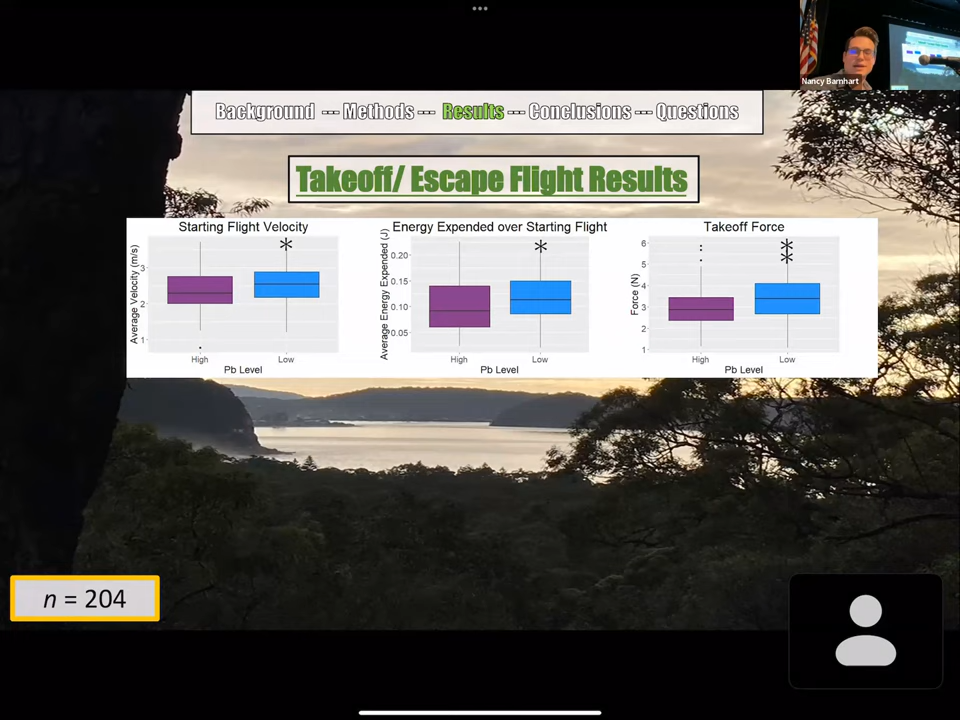 Nancy Barnhart
Background --- Methods --- Results --- Conclusions --- Questions
Takeoff/ Escape Flight Results
Starting Flight Velocity
Average Velocity (m/s)
3
2
1
High
Low
Pb Level
*
Energy Expended over Starting Flight
Average Energy Expended (J)
0.20
0.15
0.10
0.05
High
Low
Pb Level
*
Takeoff Force
Force (N)
6
5
4
3
2
1
High
Low
Pb Level
*
*
n = 204